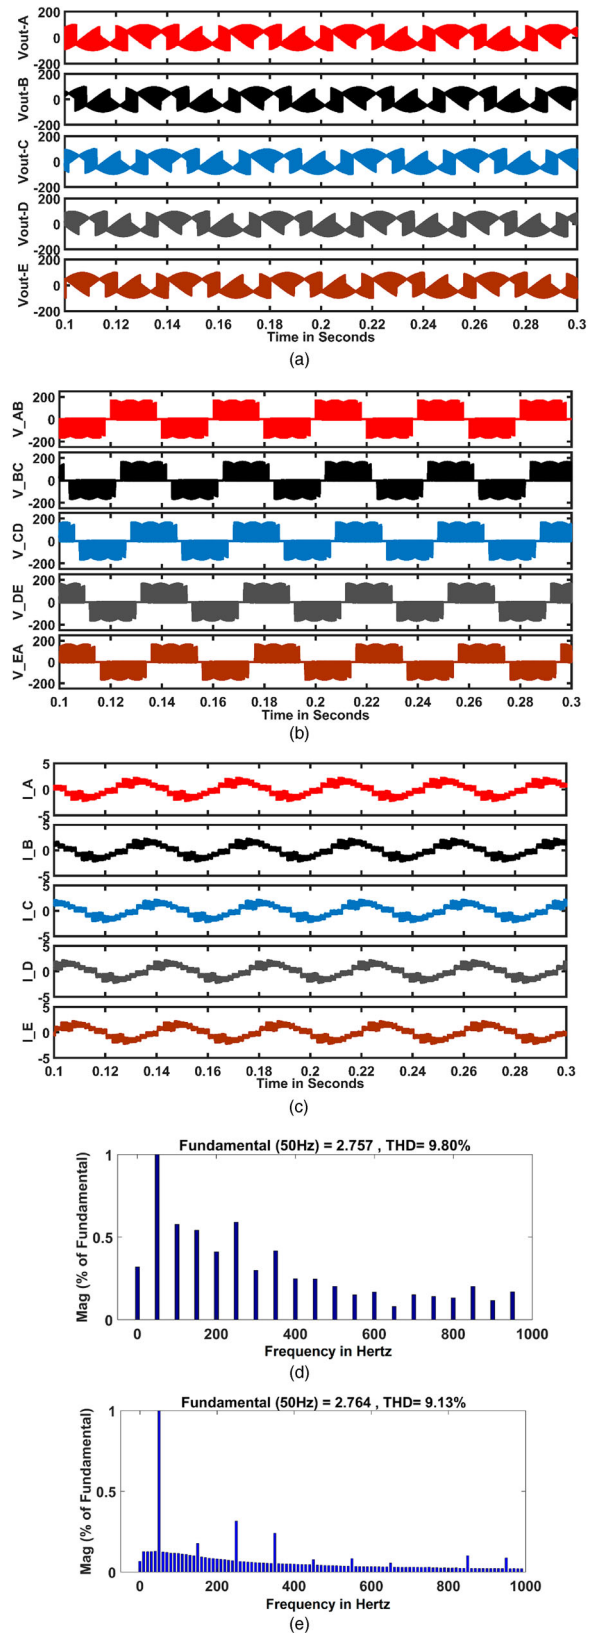 200
0
-200
Vout-A
200
0
-200
Vout-B
200
0
-200
Vout-C
200
0
-200
Vout-D
200
0
-200
Vout-E
0.1 0.12 0.14 0.16 0.18 0.2 0.22 0.24 0.26 0.28 0.3
Time in Seconds
(a)
200
0
-200
V_AB
200
0
-200
V_BC
200
0
-200
V_CD
200
0
-200
V_DE
200
0
-200
V_EA
0.1 0.12 0.14 0.16 0.18 0.2 0.22 0.24 0.26 0.28 0.3
Time in Seconds
(b)
5
0
-5
I_A
5
0
-5
I_B
5
0
-5
I_C
5
0
-5
I_D
5
0
-5
I_E
0.1 0.12 0.14 0.16 0.18 0.2 0.22 0.24 0.26 0.28 0.3
Time in Seconds
(c)
Fundamental (50Hz) = 2.757 , THD= 9.80%
Mag (% of Fundamental)
1
0.5
0
0 200 400 600 800 1000
Frequency in Hertz
(d)
Fundamental (50Hz) = 2.764 , THD= 9.13%
Mag (% of Fundamental)
1
0.5
0
0 200 400 600 800 1000
Frequency in Hertz
(e)